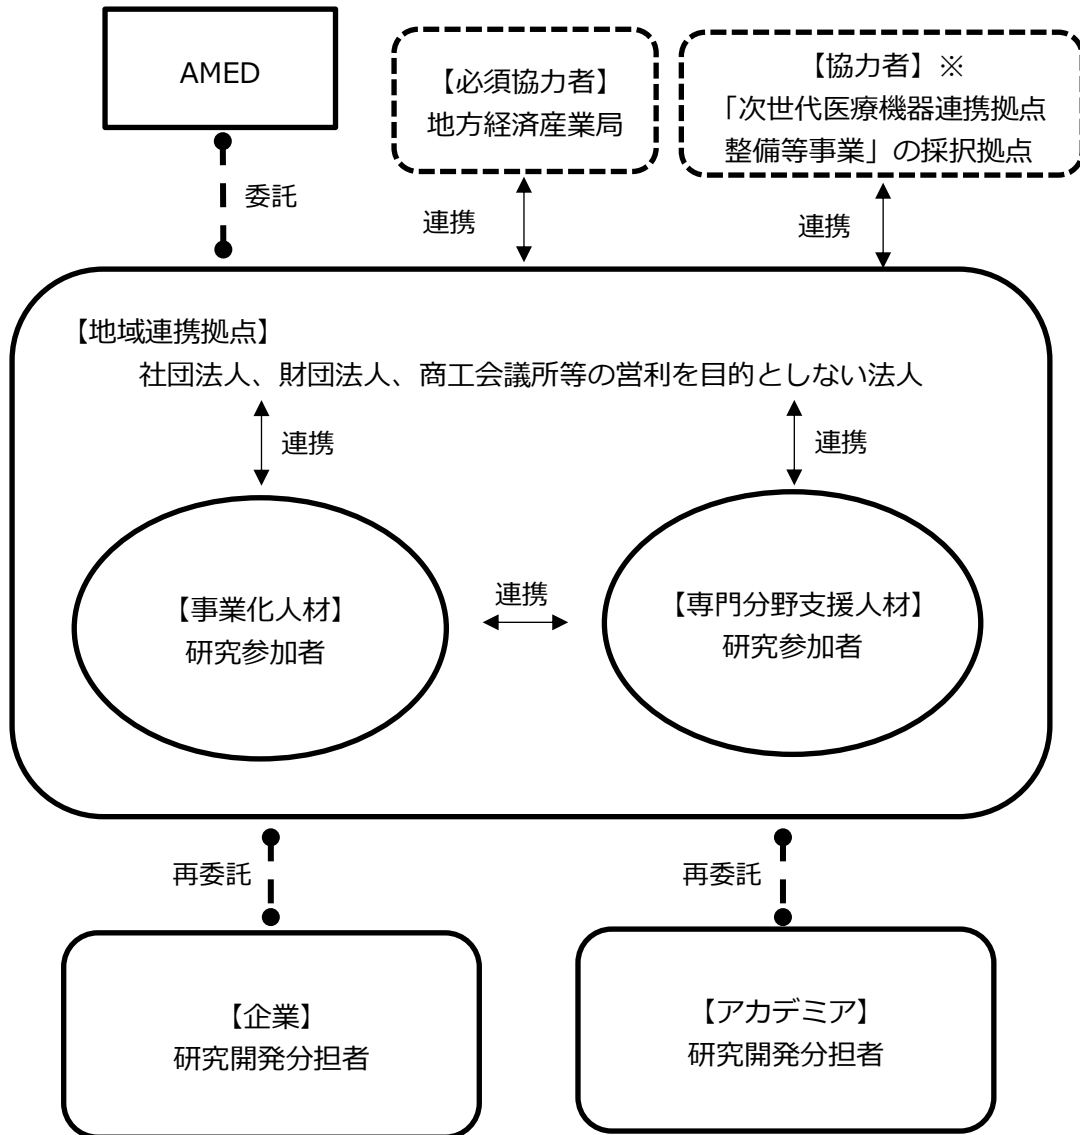 AMED
【必須協力者】
地方経済産業局
【協力者】※
「次世代医療機器連携拠点
整備等事業」の採択拠点
委託
連携
連携
【地域連携拠点】
社団法人、財団法人、商工会議所等の営利を目的としない法人
連携
連携
【事業化人材】
研究参加者
連携
【専門分野支援人材】
研究参加者
再委託
再委託
【企業】
研究開発分担者
【アカデミア】
研究開発分担者